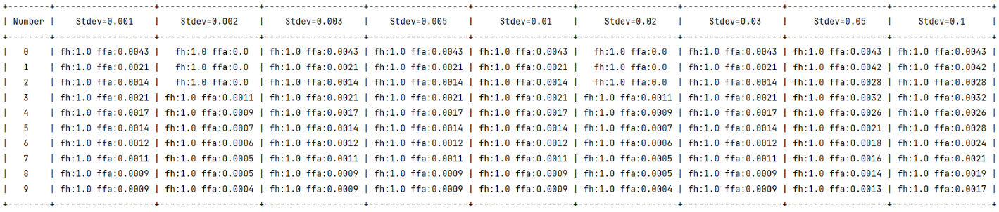 +--------+-------------------+-------------------+-------------------+-------------------+-------------------+-------------------+-------------------+-------------------+-------------------+
| Number |    Stdev=0.001    |    Stdev=0.002    |    Stdev=0.003    |    Stdev=0.005    |     Stdev=0.01    |     Stdev=0.02    |     Stdev=0.03    |     Stdev=0.05    |     Stdev=0.1     |
+--------+-------------------+-------------------+-------------------+-------------------+-------------------+-------------------+-------------------+-------------------+-------------------+
|   0    | fh:1.0 ffa:0.0043 |   fh:1.0 ffa:0.0  | fh:1.0 ffa:0.0043 | fh:1.0 ffa:0.0043 | fh:1.0 ffa:0.0043 |   fh:1.0 ffa:0.0  | fh:1.0 ffa:0.0043 | fh:1.0 ffa:0.0043 | fh:1.0 ffa:0.0043 |
|   1    | fh:1.0 ffa:0.0021 |   fh:1.0 ffa:0.0  | fh:1.0 ffa:0.0021 | fh:1.0 ffa:0.0021 | fh:1.0 ffa:0.0021 |   fh:1.0 ffa:0.0  | fh:1.0 ffa:0.0021 | fh:1.0 ffa:0.0042 | fh:1.0 ffa:0.0042 |
|   2    | fh:1.0 ffa:0.0014 |   fh:1.0 ffa:0.0  | fh:1.0 ffa:0.0014 | fh:1.0 ffa:0.0014 | fh:1.0 ffa:0.0014 |   fh:1.0 ffa:0.0  | fh:1.0 ffa:0.0014 | fh:1.0 ffa:0.0028 | fh:1.0 ffa:0.0028 |
|   3    | fh:1.0 ffa:0.0021 | fh:1.0 ffa:0.0011 | fh:1.0 ffa:0.0021 | fh:1.0 ffa:0.0021 | fh:1.0 ffa:0.0021 | fh:1.0 ffa:0.0011 | fh:1.0 ffa:0.0021 | fh:1.0 ffa:0.0032 | fh:1.0 ffa:0.0032 |
|   4    | fh:1.0 ffa:0.0017 | fh:1.0 ffa:0.0009 | fh:1.0 ffa:0.0017 | fh:1.0 ffa:0.0017 | fh:1.0 ffa:0.0017 | fh:1.0 ffa:0.0009 | fh:1.0 ffa:0.0017 | fh:1.0 ffa:0.0026 | fh:1.0 ffa:0.0026 |
|   5    | fh:1.0 ffa:0.0014 | fh:1.0 ffa:0.0007 | fh:1.0 ffa:0.0014 | fh:1.0 ffa:0.0014 | fh:1.0 ffa:0.0014 | fh:1.0 ffa:0.0007 | fh:1.0 ffa:0.0014 | fh:1.0 ffa:0.0021 | fh:1.0 ffa:0.0028 |
|   6    | fh:1.0 ffa:0.0012 | fh:1.0 ffa:0.0006 | fh:1.0 ffa:0.0012 | fh:1.0 ffa:0.0012 | fh:1.0 ffa:0.0012 | fh:1.0 ffa:0.0006 | fh:1.0 ffa:0.0012 | fh:1.0 ffa:0.0018 | fh:1.0 ffa:0.0024 |
|   7    | fh:1.0 ffa:0.0011 | fh:1.0 ffa:0.0005 | fh:1.0 ffa:0.0011 | fh:1.0 ffa:0.0011 | fh:1.0 ffa:0.0011 | fh:1.0 ffa:0.0005 | fh:1.0 ffa:0.0011 | fh:1.0 ffa:0.0016 | fh:1.0 ffa:0.0021 |
|   8    | fh:1.0 ffa:0.0009 | fh:1.0 ffa:0.0005 | fh:1.0 ffa:0.0009 | fh:1.0 ffa:0.0009 | fh:1.0 ffa:0.0009 | fh:1.0 ffa:0.0005 | fh:1.0 ffa:0.0009 | fh:1.0 ffa:0.0014 | fh:1.0 ffa:0.0019 |
|   9    | fh:1.0 ffa:0.0009 | fh:1.0 ffa:0.0004 | fh:1.0 ffa:0.0009 | fh:1.0 ffa:0.0009 | fh:1.0 ffa:0.0009 | fh:1.0 ffa:0.0004 | fh:1.0 ffa:0.0009 | fh:1.0 ffa:0.0013 | fh:1.0 ffa:0.0017 |
+--------+-------------------+-------------------+-------------------+-------------------+-------------------+-------------------+-------------------+-------------------+-------------------+